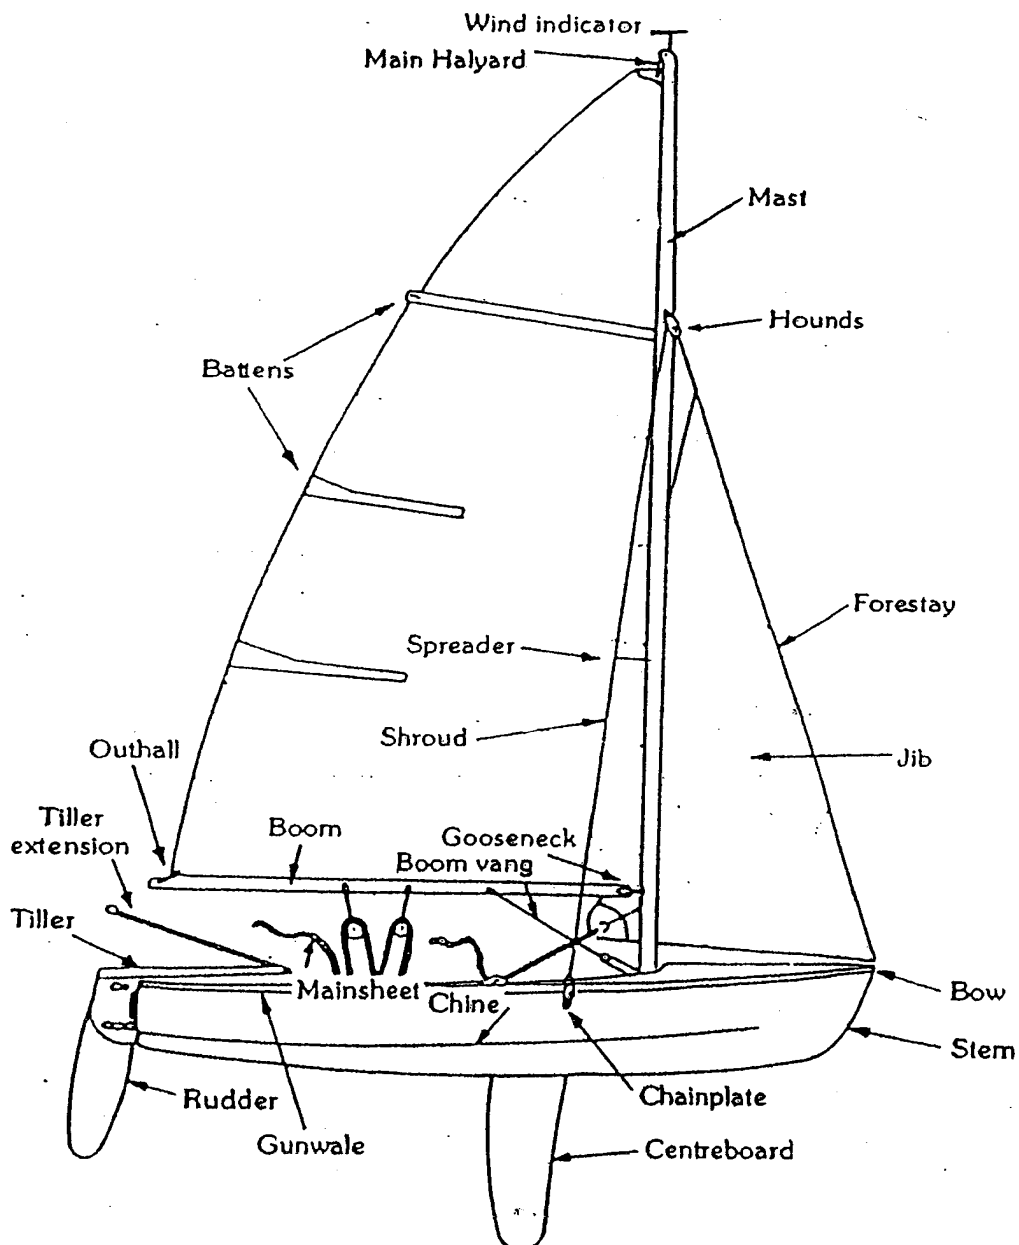 Wind indicator
Main Halyard
Mast
Hounds
Battens
Forestay
Spreader
Shroud
Outhall
Jib
Tiller
extension
Boom
Gooseneck
Boom vang
Tiller
Mainsheet
Chine
Bow
Stem
Rudder
Chainplate
Gunwale
Centreboard